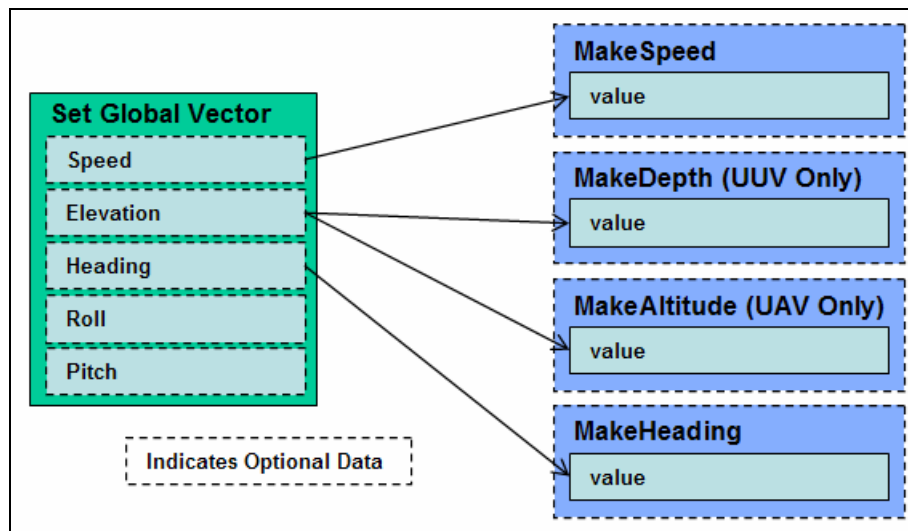 Set Global Vector
Speed
Elevation
Heading
Roll
Pitch
Indicates Optional Data
MakeSpeed
value
MakeDepth (UUV Only)
value
MakeAltitude (UAV Only)
value
MakeHeading
value